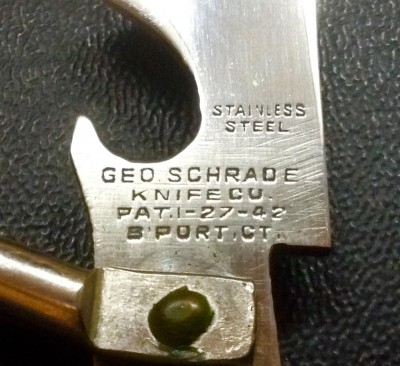 STAINLESS
STEEL
GEO. SCHRADE
KNIFE CO.
PAT. 1-27-42
B'PORT, CT.